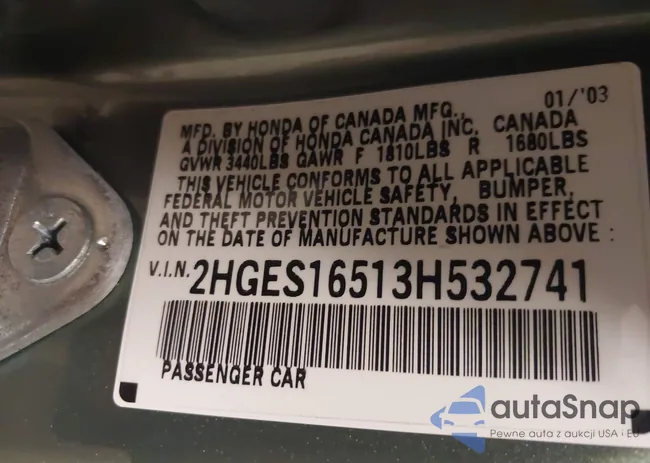 01/'03
MFD. BY HONDA OF CANADA MFG.,
A DIVISION OF HONDA CANADA INC. CANADA
GVWR 3440LBS GAWR F 1810LBS R 1680LBS
THIS VEHICLE CONFORMS TO ALL APPLICABLE
FEDERAL MOTOR VEHICLE SAFETY, BUMPER,
AND THEFT PREVENTION STANDARDS IN EFFECT
ON THE DATE OF MANUFACTURE SHOWN ABOVE :
V.I.N. 2HGES16513H532741
PASSENGER CAR
autaSnap
Pewne auta z aukcji USA i EU